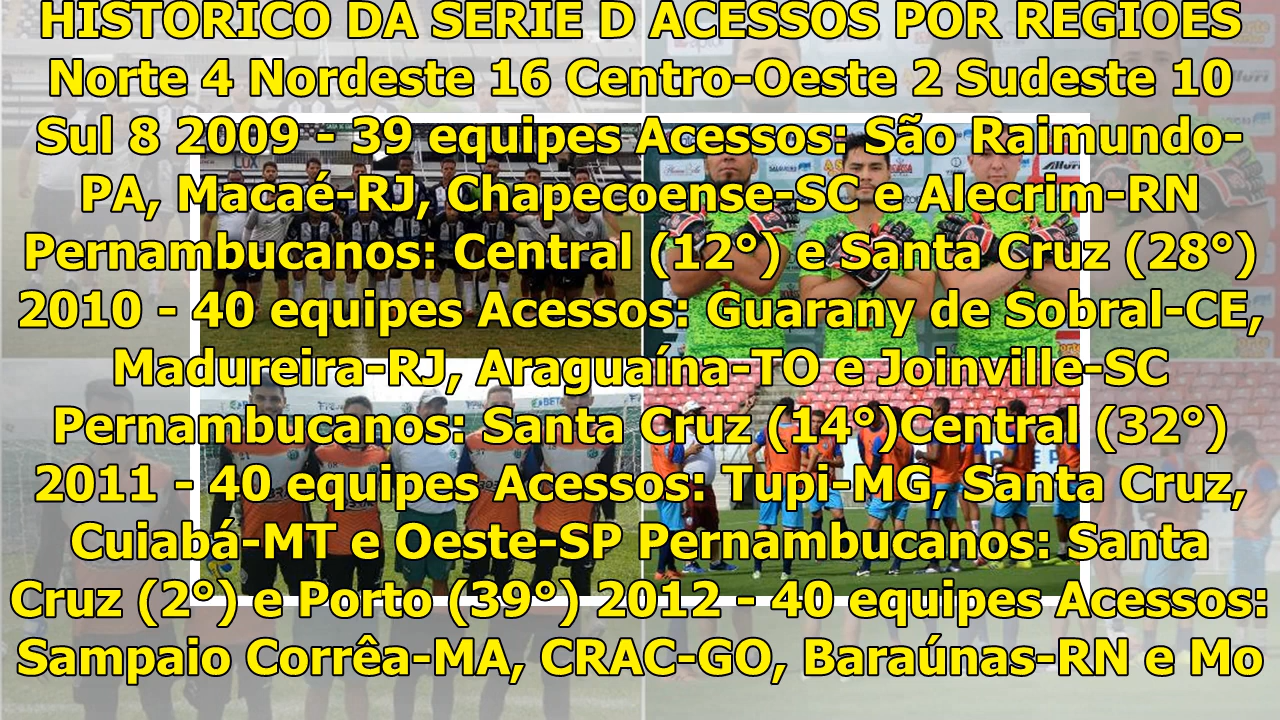 HISTÓRICO DA SÉRIE D ACESSOS POR REGIÕES
Norte 4 Nordeste 16 Centro-Oeste 2 Sudeste 10
Sul 8 2009 - 39 equipes Acessos: São Raimundo-
PA, Macaé-RJ, Chapecoense-SC e Alecrim-RN
Pernambucanos: Central (12°) e Santa Cruz (28°)
2010 - 40 equipes Acessos: Guarany de Sobral-CE,
Madureira-RJ, Araguaína-TO e Joinville-SC
Pernambucanos: Santa Cruz (14°)Central (32°)
2011 - 40 equipes Acessos: Tupi-MG, Santa Cruz,
Cuiabá-MT e Oeste-SP Pernambucanos: Santa
Cruz (2°) e Porto (39°) 2012 - 40 equipes Acessos:
Sampaio Corrêa-MA, CRAC-GO, Baraúnas-RN e Mo